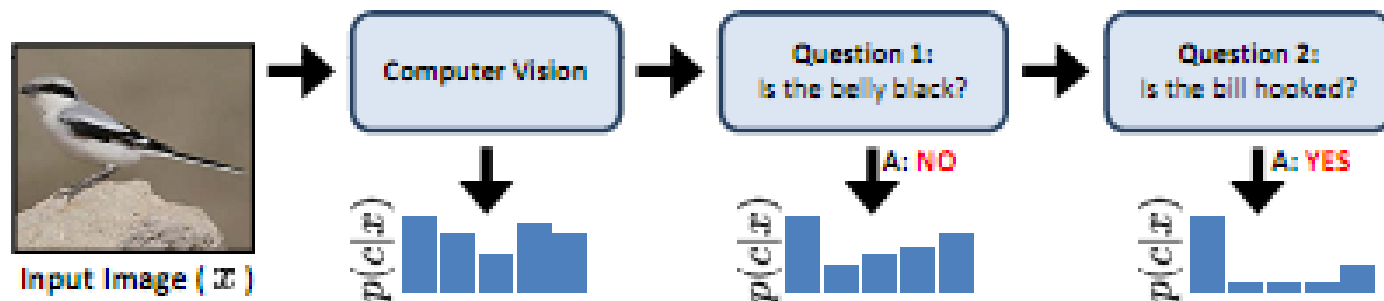 Computer Vision
Question 1:
Is the belly black?
Question 2:
Is the bill hooked?
A: NO
A: YES
p(c|x)
p(c|x)
p(c|x)
Input Image ( x )